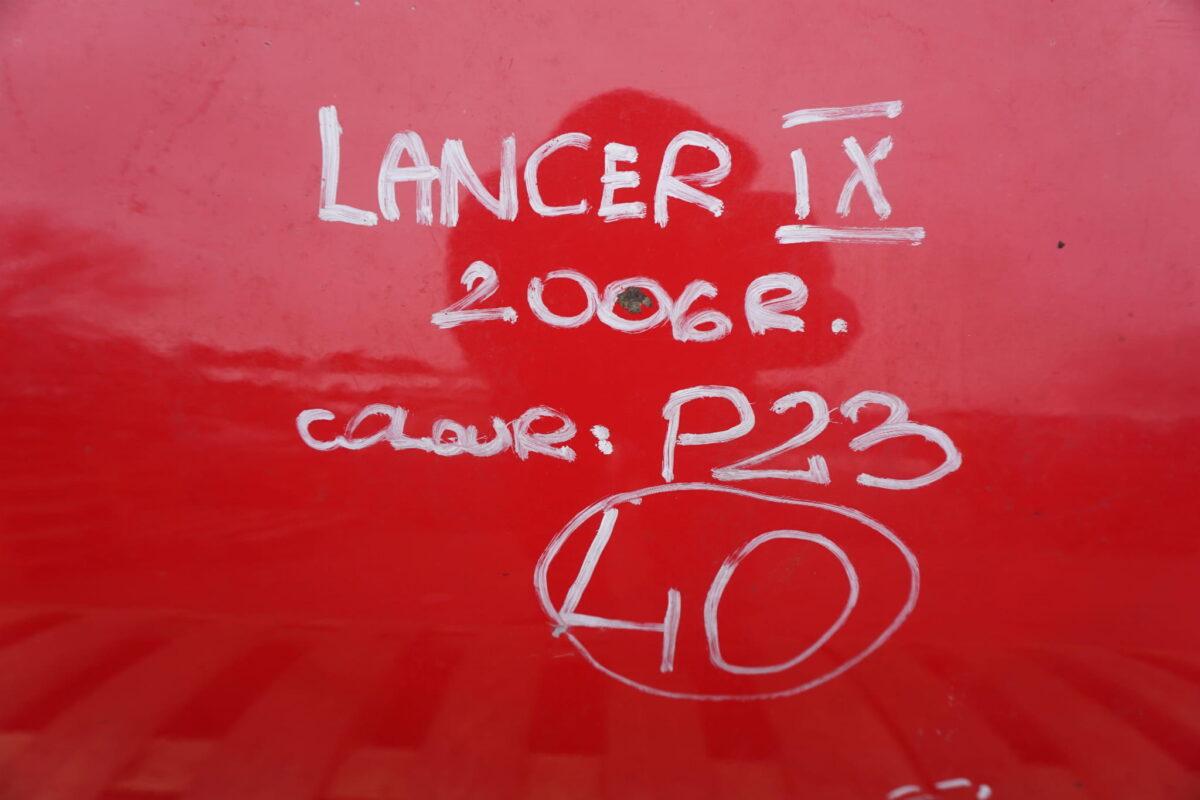 LANCER IX
2006R.
COLOUR: P23
40